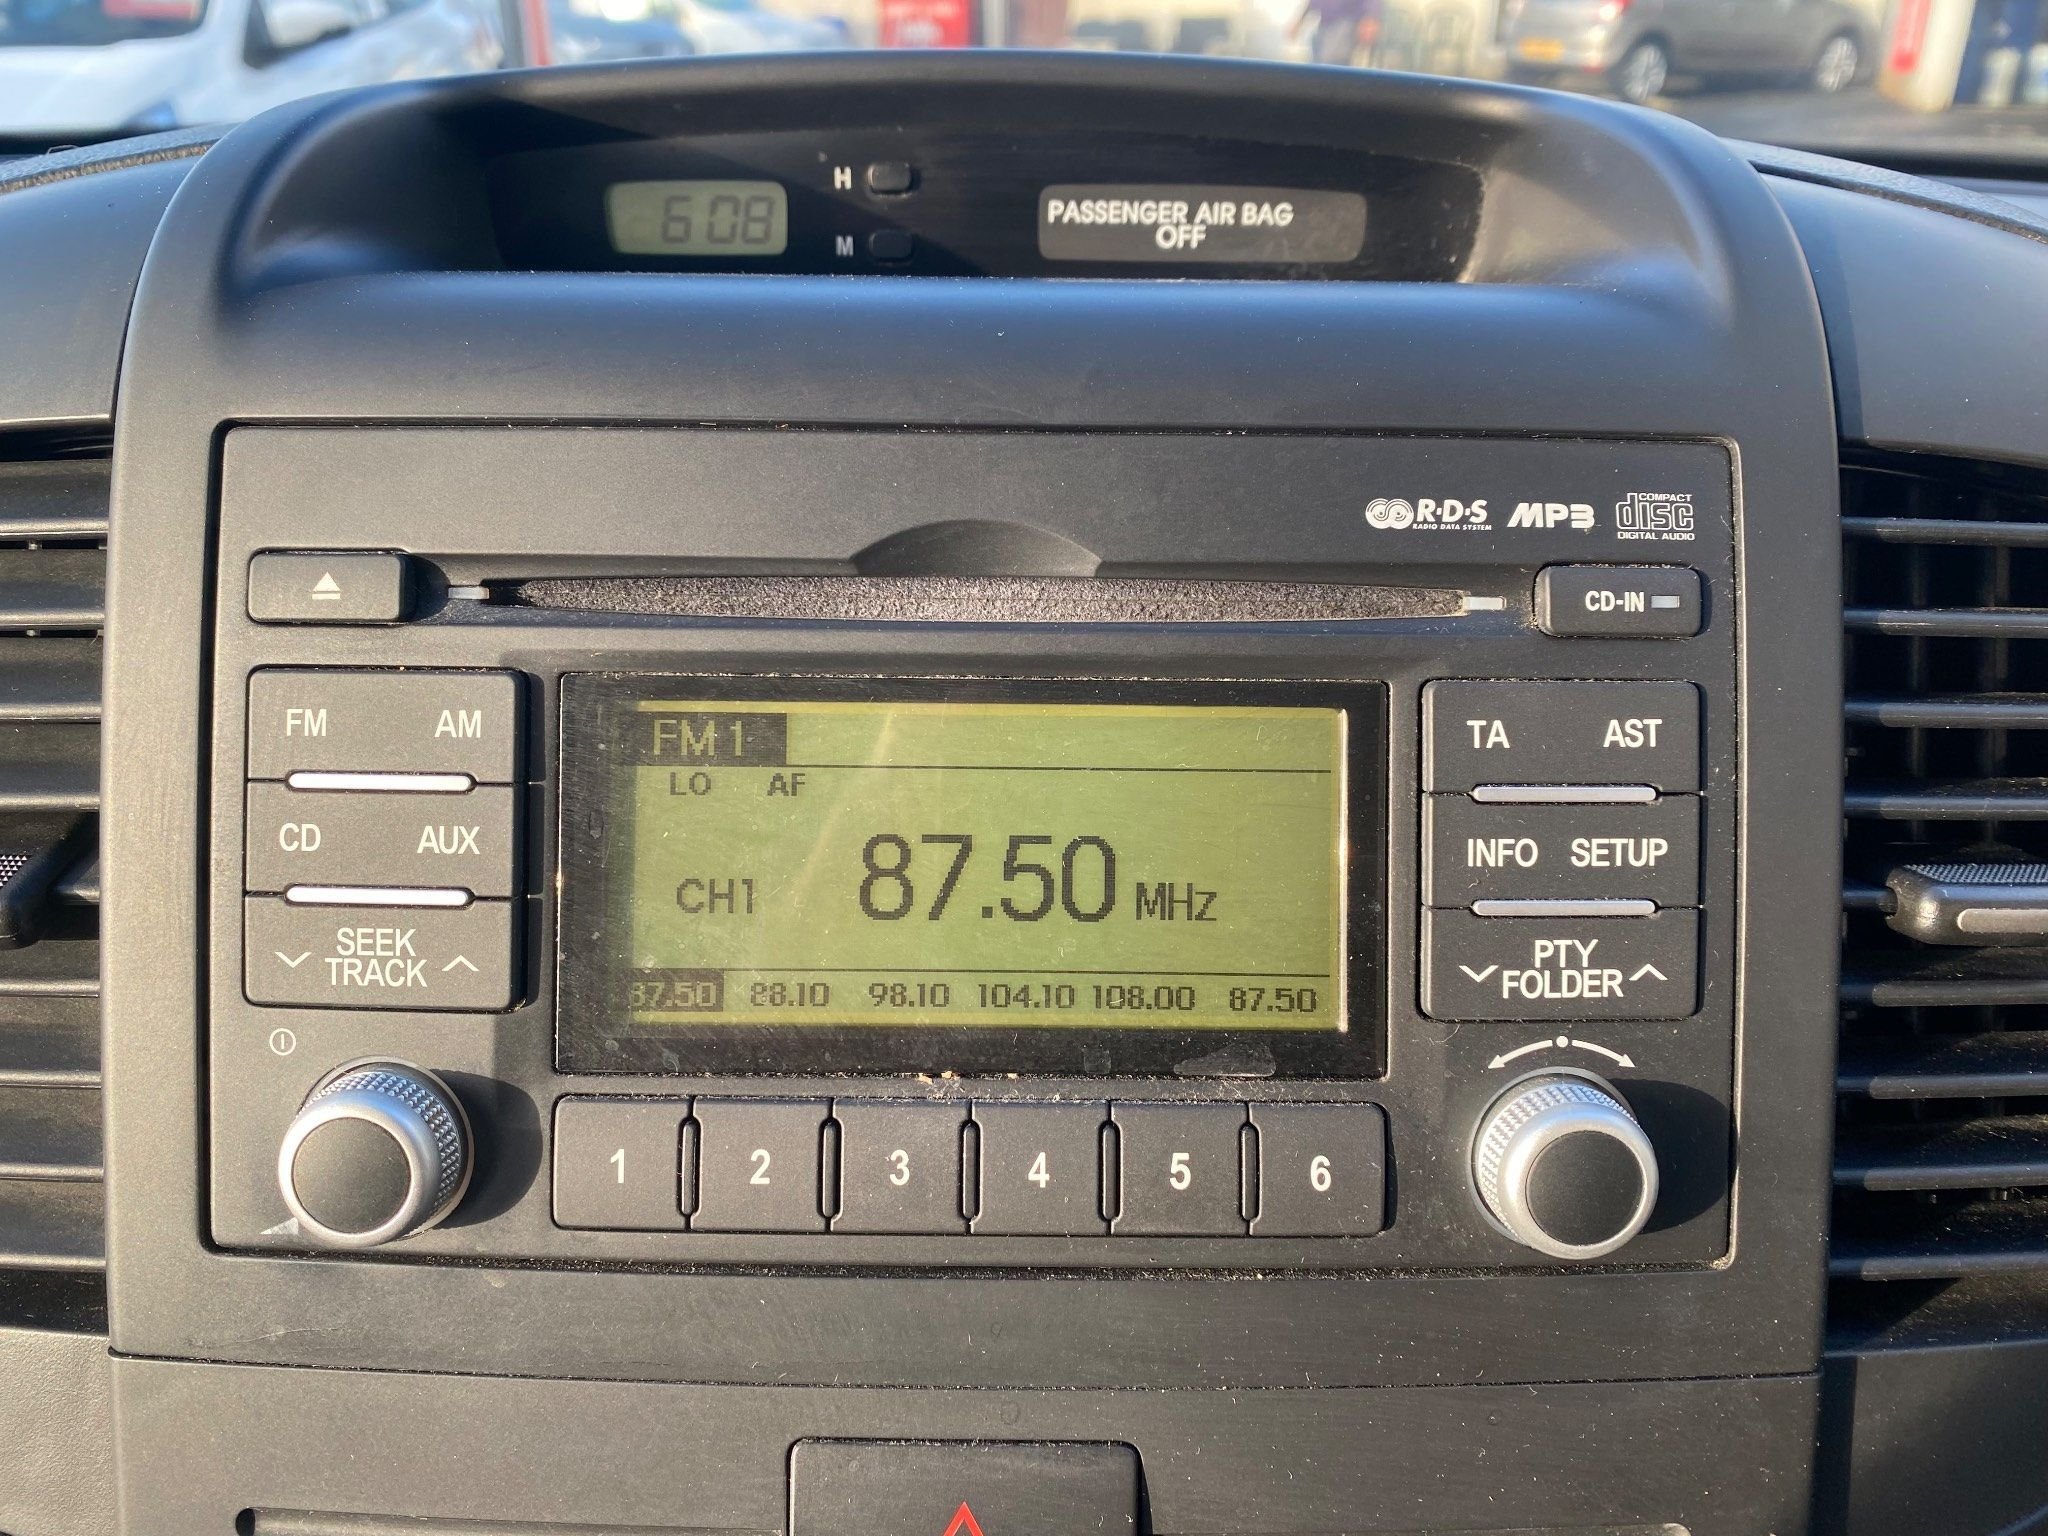 608
H
M
PASSENGER AIR BAG
OFF
R·D·S
RADIO DATA SYSTEM
MP3
COMPACT
disc
DIGITAL AUDIO
CD-IN
FM AM
CD AUX
SEEK
TRACK
FM 1
LO AF
CH1 87.50 MHz
87.50 88.10 98.10 104.10 108.00 87.50
TA AST
INFO SETUP
PTY
FOLDER
1 2 3 4 5 6